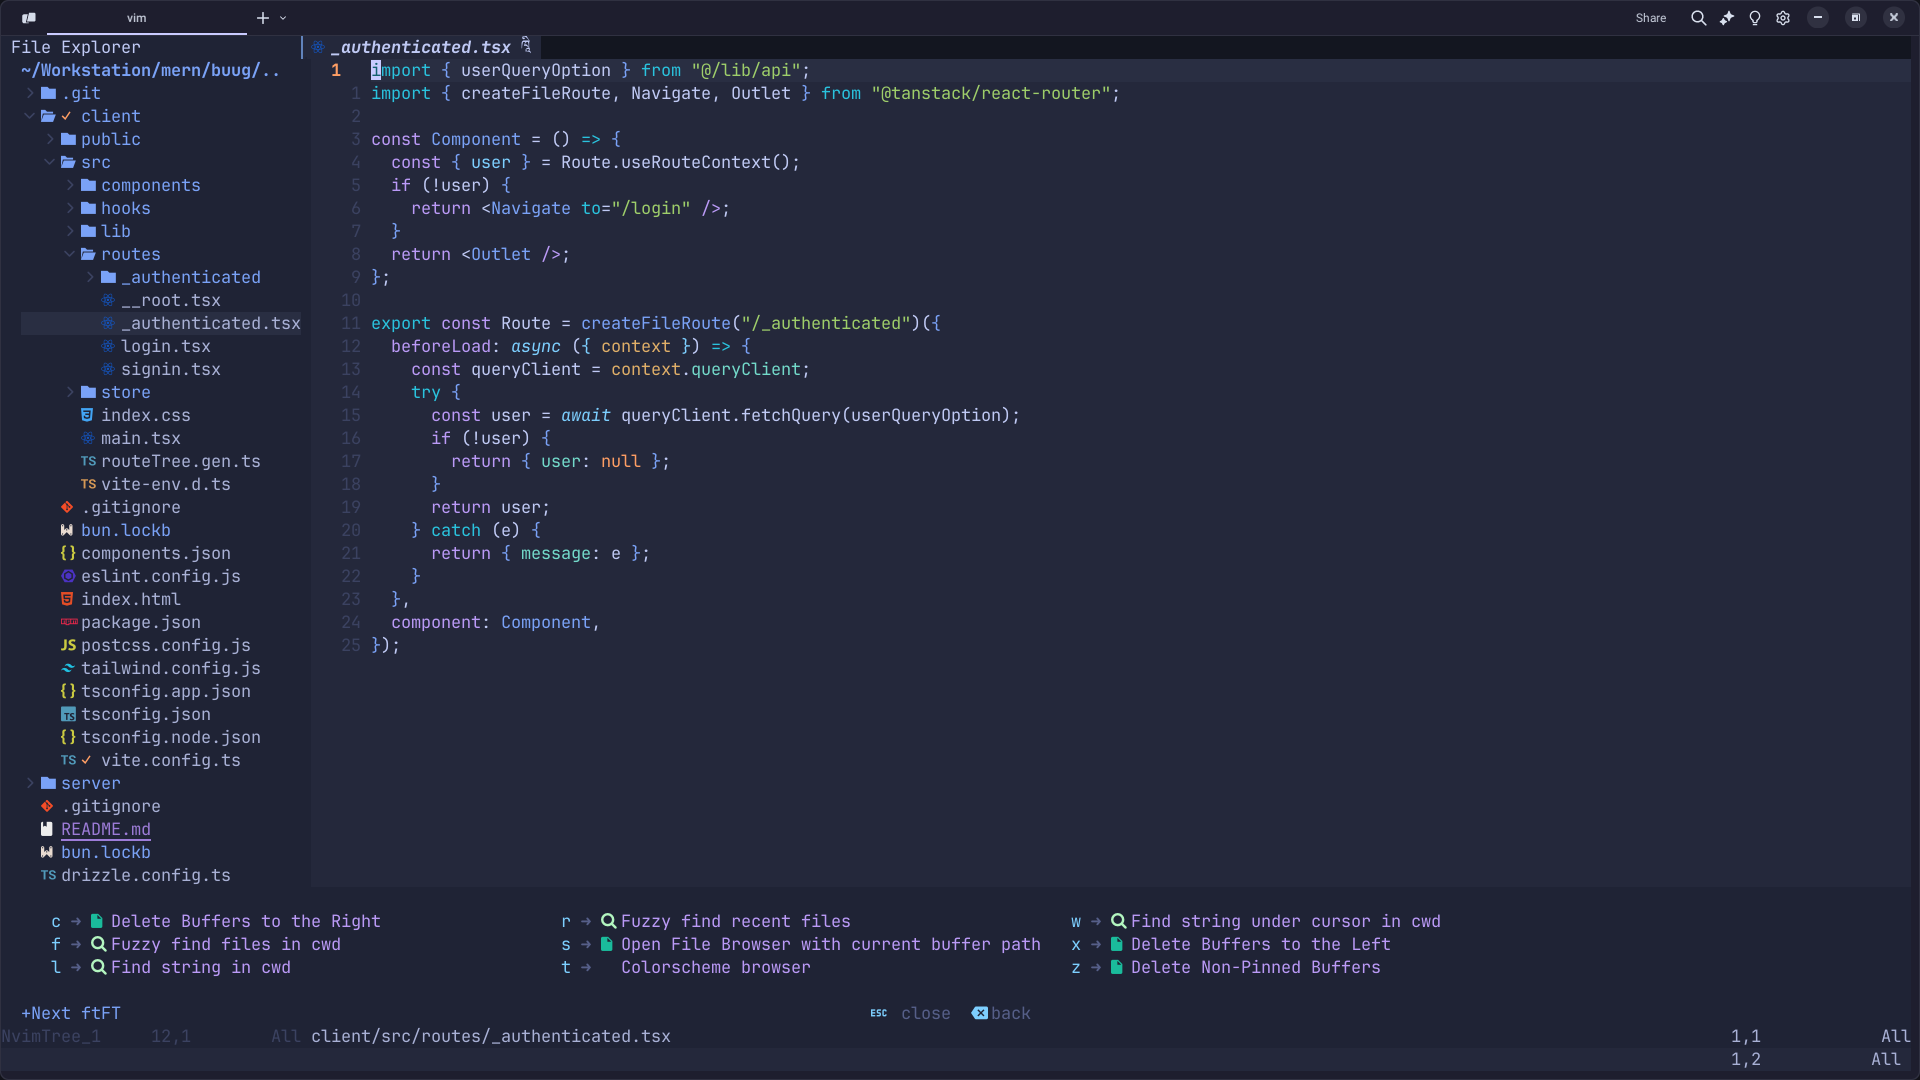 vim
Share
File Explorer
_authenticated.tsx
~/Workstation/mern/buug/..
.git
client
public
src
components
hooks
lib
routes
_authenticated
__root.tsx
_authenticated.tsx
login.tsx
signin.tsx
store
index.css
main.tsx
TS routeTree.gen.ts
TS vite-env.d.ts
.gitignore
bun.lockb
{} components.json
eslint.config.js
index.html
package.json
JS postcss.config.js
tailwind.config.js
{} tsconfig.app.json
TS tsconfig.json
{} tsconfig.node.json
TS ✓ vite.config.ts
server
.gitignore
README.md
bun.lockb
TS drizzle.config.ts
1 import { userQueryOption } from "@/lib/api";
1 import { createFileRoute, Navigate, Outlet } from "@tanstack/react-router";
2
3 const Component = () => {
4 const { user } = Route.useRouteContext();
5 if (!user) {
6 return <Navigate to="/login" />;
7 }
8 return <Outlet />;
9 };
10
11 export const Route = createFileRoute("/_authenticated")({
12 beforeLoad: async ({ context }) => {
13 const queryClient = context.queryClient;
14 try {
15 const user = await queryClient.fetchQuery(userQueryOption);
16 if (!user) {
17 return { user: null };
18 }
19 return user;
20 } catch (e) {
21 return { message: e };
22 }
23 },
24 component: Component,
25 });
c → Delete Buffers to the Right
f → Fuzzy find files in cwd
l → Find string in cwd
r → Fuzzy find recent files
s → Open File Browser with current buffer path
t → Colorscheme browser
w → Find string under cursor in cwd
x → Delete Buffers to the Left
z → Delete Non-Pinned Buffers
+Next ftFT
ESC close back
NvimTree_1 12,1 All client/src/routes/_authenticated.tsx 1,1 All
1,2 All